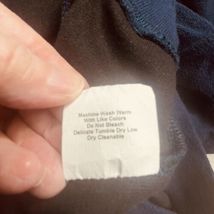 Machine Wash Warm
With Like Colors
Do Not Bleach
Delicate Tumble Dry Low
Dry Cleanable